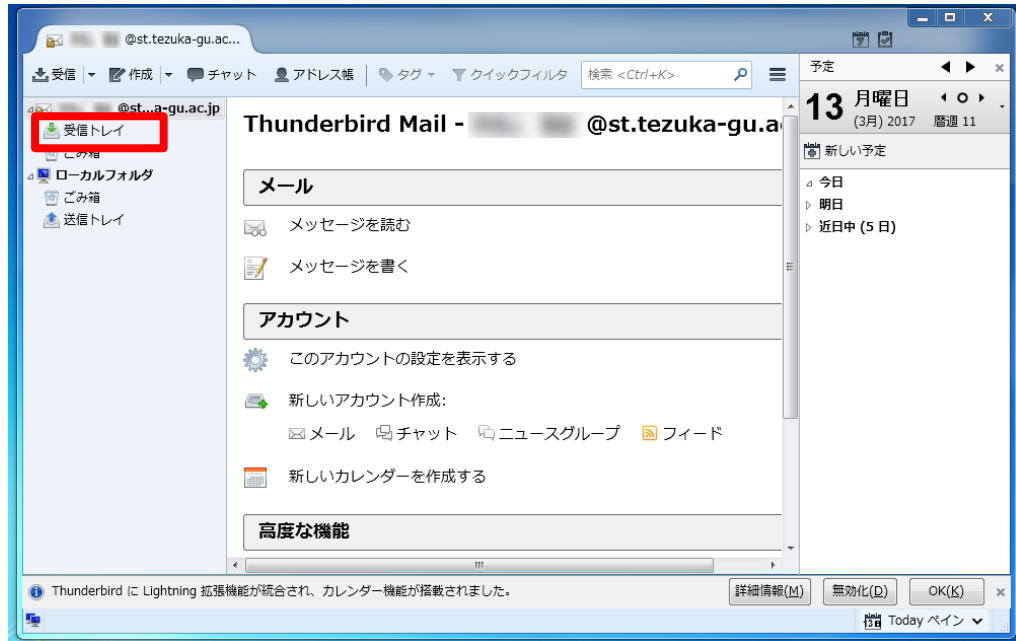 @st.tezuka-gu.ac...
受信 作成 チャット アドレス帳 タグ クイックフィルタ 検索 <Ctrl+K>
@st...a-gu.ac.jp
受信トレイ
ごみ箱
ローカルフォルダ
ごみ箱
送信トレイ
Thunderbird Mail - @st.tezuka-gu.a
メール
メッセージを読む
メッセージを書く
アカウント
このアカウントの設定を表示する
新しいアカウント作成:
メール チャット ニュースグループ フィード
新しいカレンダーを作成する
高度な機能
予定
13 月曜日
(3月) 2017 暦週 11
新しい予定
今日
明日
近日中 (5 日)
Thunderbird に Lightning 拡張機能が統合され、カレンダー機能が搭載されました。 詳細情報(M) 無効化(D) OK(K)
Today ペイン